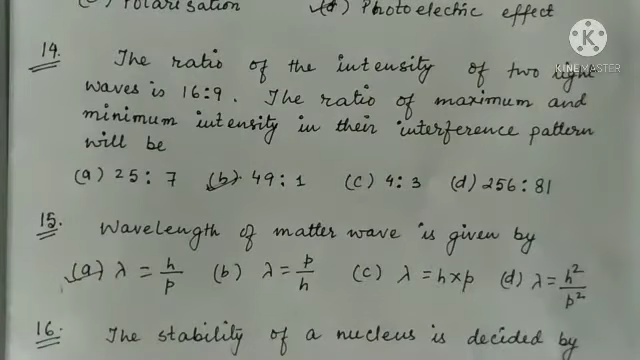 (c) Polarisation (d) Photoelectric effect
14. The ratio of the intensity of two light
waves is 16:9. The ratio of maximum and
minimum intensity in their interference pattern
will be
(a) 25:7 (b) 49:1 (c) 4:3 (d) 256:81
15. Wavelength of matter wave is given by
(a) λ = h/p (b) λ = p/h (c) λ = h×p (d) λ = h²/p²
16. The stability of a nucleus is decided by
KINEMASTER